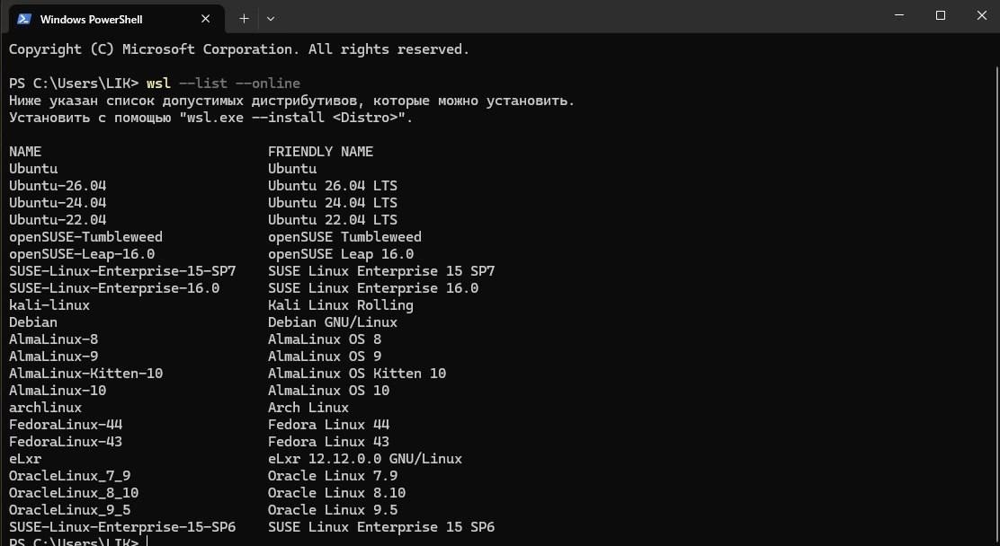 Windows PowerShell
Copyright (C) Microsoft Corporation. All rights reserved.
PS C:\Users\LIK> wsl --list --online
Ниже указан список допустимых дистрибутивов, которые можно установить.
Установить с помощью "wsl.exe --install <Distro>".
NAME FRIENDLY NAME
Ubuntu Ubuntu
Ubuntu-26.04 Ubuntu 26.04 LTS
Ubuntu-24.04 Ubuntu 24.04 LTS
Ubuntu-22.04 Ubuntu 22.04 LTS
openSUSE-Tumbleweed openSUSE Tumbleweed
openSUSE-Leap-16.0 openSUSE Leap 16.0
SUSE-Linux-Enterprise-15-SP7 SUSE Linux Enterprise 15 SP7
SUSE-Linux-Enterprise-16.0 SUSE Linux Enterprise 16.0
kali-linux Kali Linux Rolling
Debian Debian GNU/Linux
AlmaLinux-8 AlmaLinux OS 8
AlmaLinux-9 AlmaLinux OS 9
AlmaLinux-Kitten-10 AlmaLinux OS Kitten 10
AlmaLinux-10 AlmaLinux OS 10
archlinux Arch Linux
FedoraLinux-44 Fedora Linux 44
FedoraLinux-43 Fedora Linux 43
eLxr eLxr 12.12.0.0 GNU/Linux
OracleLinux_7_9 Oracle Linux 7.9
OracleLinux_8_10 Oracle Linux 8.10
OracleLinux_9_5 Oracle Linux 9.5
SUSE-Linux-Enterprise-15-SP6 SUSE Linux Enterprise 15 SP6
PS C:\Users\LIK>